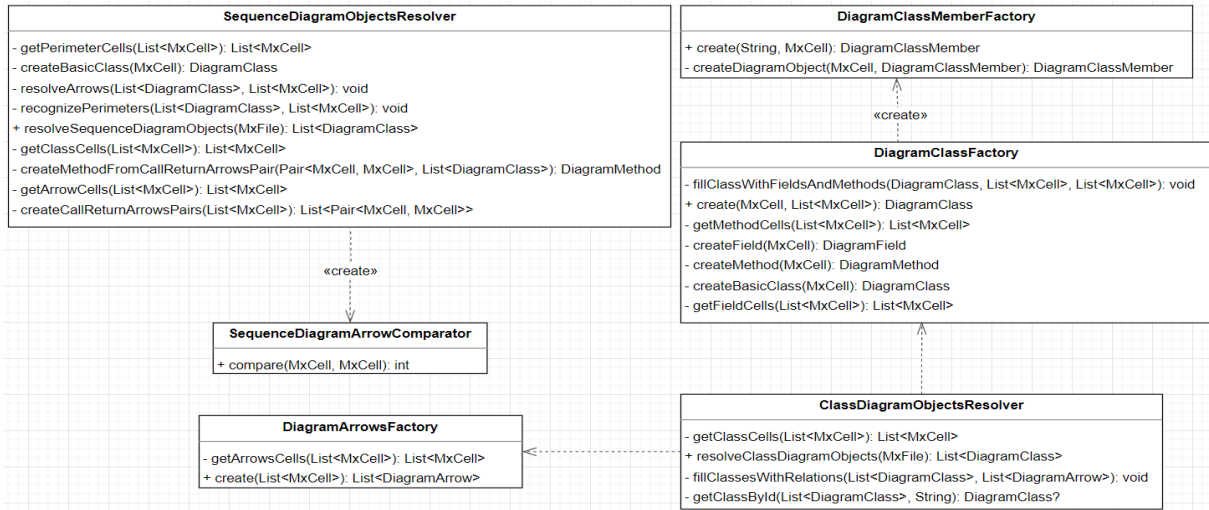 SequenceDiagramObjectsResolver
- getPerimeterCells(List<MxCell>): List<MxCell>
- createBasicClass(MxCell): DiagramClass
- resolveArrows(List<DiagramClass>, List<MxCell>): void
- recognizePerimeters(List<DiagramClass>, List<MxCell>): void
+ resolveSequenceDiagramObjects(MxFile): List<DiagramClass>
- getClassCells(List<MxCell>): List<MxCell>
- createMethodFromCallReturnArrowsPair(Pair<MxCell, MxCell>, List<DiagramClass>): DiagramMethod
- getArrowCells(List<MxCell>): List<MxCell>
- createCallReturnArrowsPairs(List<MxCell>): List<Pair<MxCell, MxCell>>
«create»
SequenceDiagramArrowComparator
+ compare(MxCell, MxCell): int
DiagramArrowsFactory
- getArrowsCells(List<MxCell>): List<MxCell>
+ create(List<MxCell>): List<DiagramArrow>
DiagramClassMemberFactory
+ create(String, MxCell): DiagramClassMember
- createDiagramObject(MxCell, DiagramClassMember): DiagramClassMember
«create»
DiagramClassFactory
- fillClassWithFieldsAndMethods(DiagramClass, List<MxCell>, List<MxCell>): void
+ create(MxCell, List<MxCell>): DiagramClass
- getMethodCells(List<MxCell>): List<MxCell>
- createField(MxCell): DiagramField
- createMethod(MxCell): DiagramMethod
- createBasicClass(MxCell): DiagramClass
- getFieldCells(List<MxCell>): List<MxCell>
ClassDiagramObjectsResolver
- getClassCells(List<MxCell>): List<MxCell>
+ resolveClassDiagramObjects(MxFile): List<DiagramClass>
- fillClassesWithRelations(List<DiagramClass>, List<DiagramArrow>): void
- getClassById(List<DiagramClass>, String): DiagramClass?